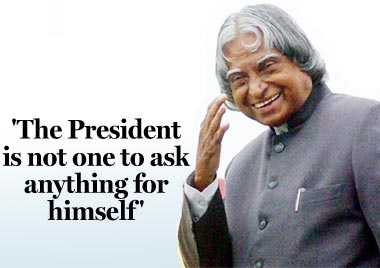 'The President
is not one to ask
anything for
himself'